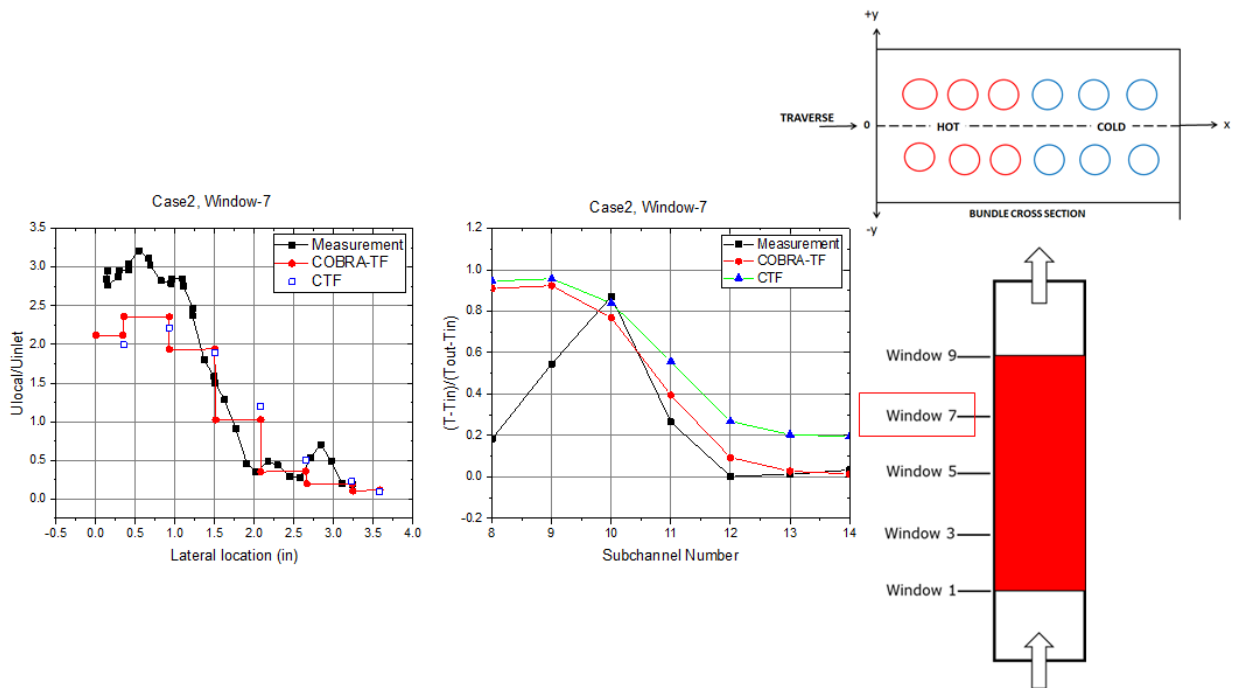 +y
TRAVERSE
0
HOT
COLD
x
BUNDLE CROSS SECTION
-y
Case2, Window-7
Measurement
COBRA-TF
CTF
Ulocal/Uinlet
3.5
3.0
2.5
2.0
1.5
1.0
0.5
0.0
-0.5 0.0 0.5 1.0 1.5 2.0 2.5 3.0 3.5 4.0
Lateral location (in)
Case2, Window-7
Measurement
COBRA-TF
CTF
(T-Tin)/(Tout-Tin)
1.2
1.0
0.8
0.6
0.4
0.2
0.0
-0.2
8 9 10 11 12 13 14
Subchannel Number
Window 9
Window 7
Window 5
Window 3
Window 1